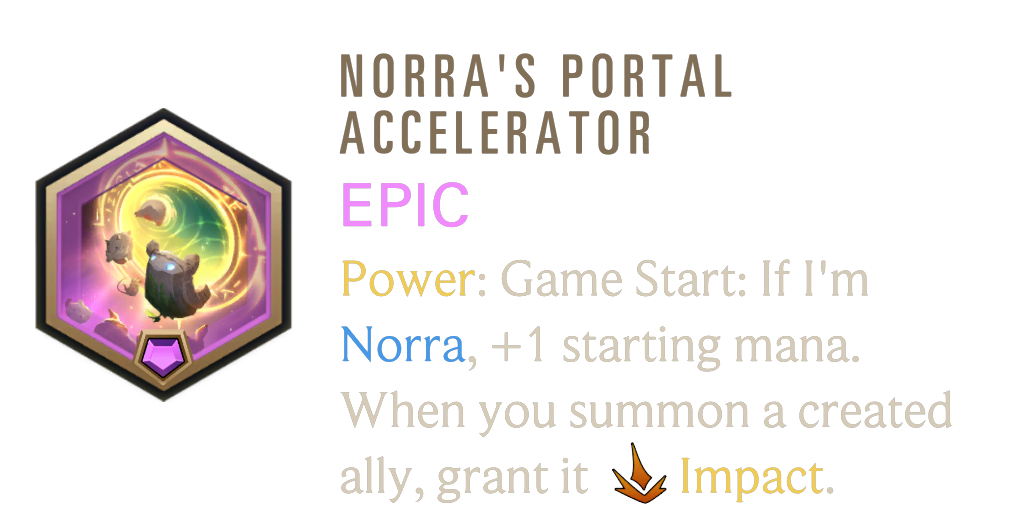 NORRA'S PORTAL
ACCELERATOR
EPIC
Power: Game Start: If I'm
Norra, +1 starting mana.
When you summon a created
ally, grant it Impact.